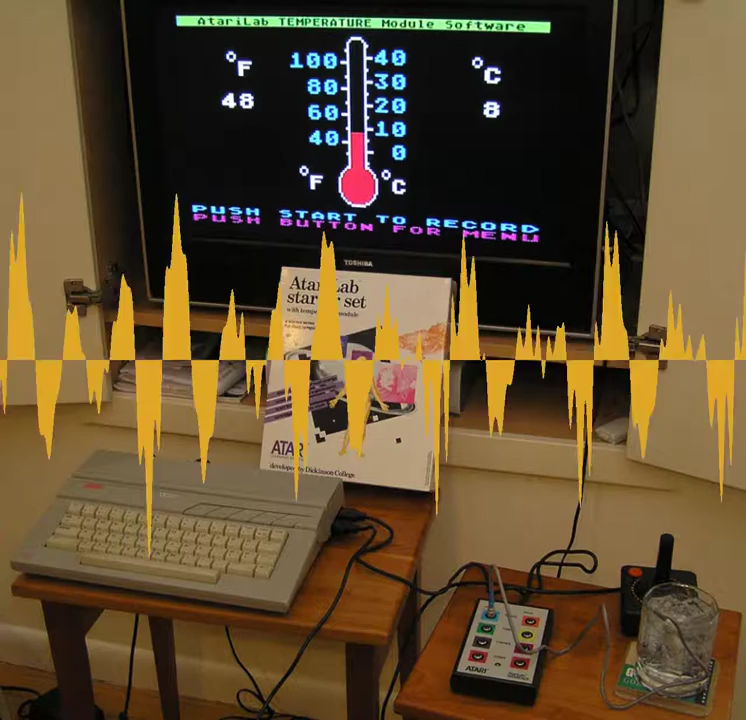 AtariLab TEMPERATURE Module Software
°F
100
40
°C
80
30
48
60
20
8
40
10
0
°F
°C
PUSH START TO RECORD
PUSH BUTTON FOR MENU
TOSHIBA
AtariLab
starter set
with temperature module
ATARI
developed by Dickinson College
ATARI